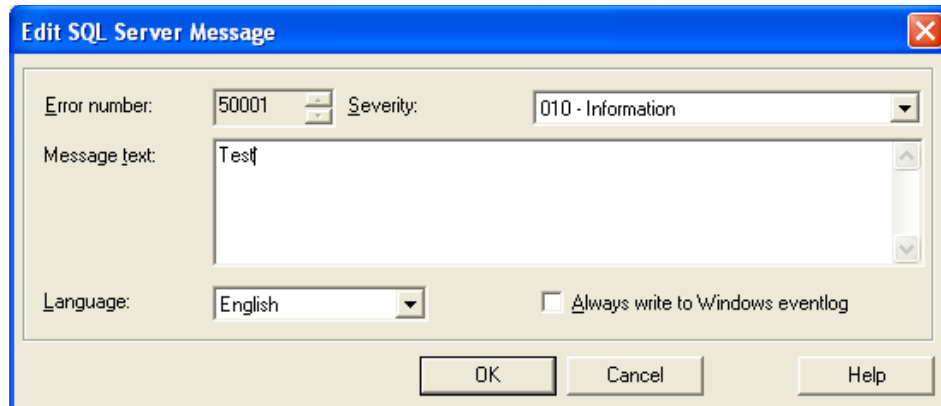 Edit SQL Server Message
Error number: 50001 Severity: 010 - Information
Message text: Test
Language: English Always write to Windows eventlog
OK Cancel Help